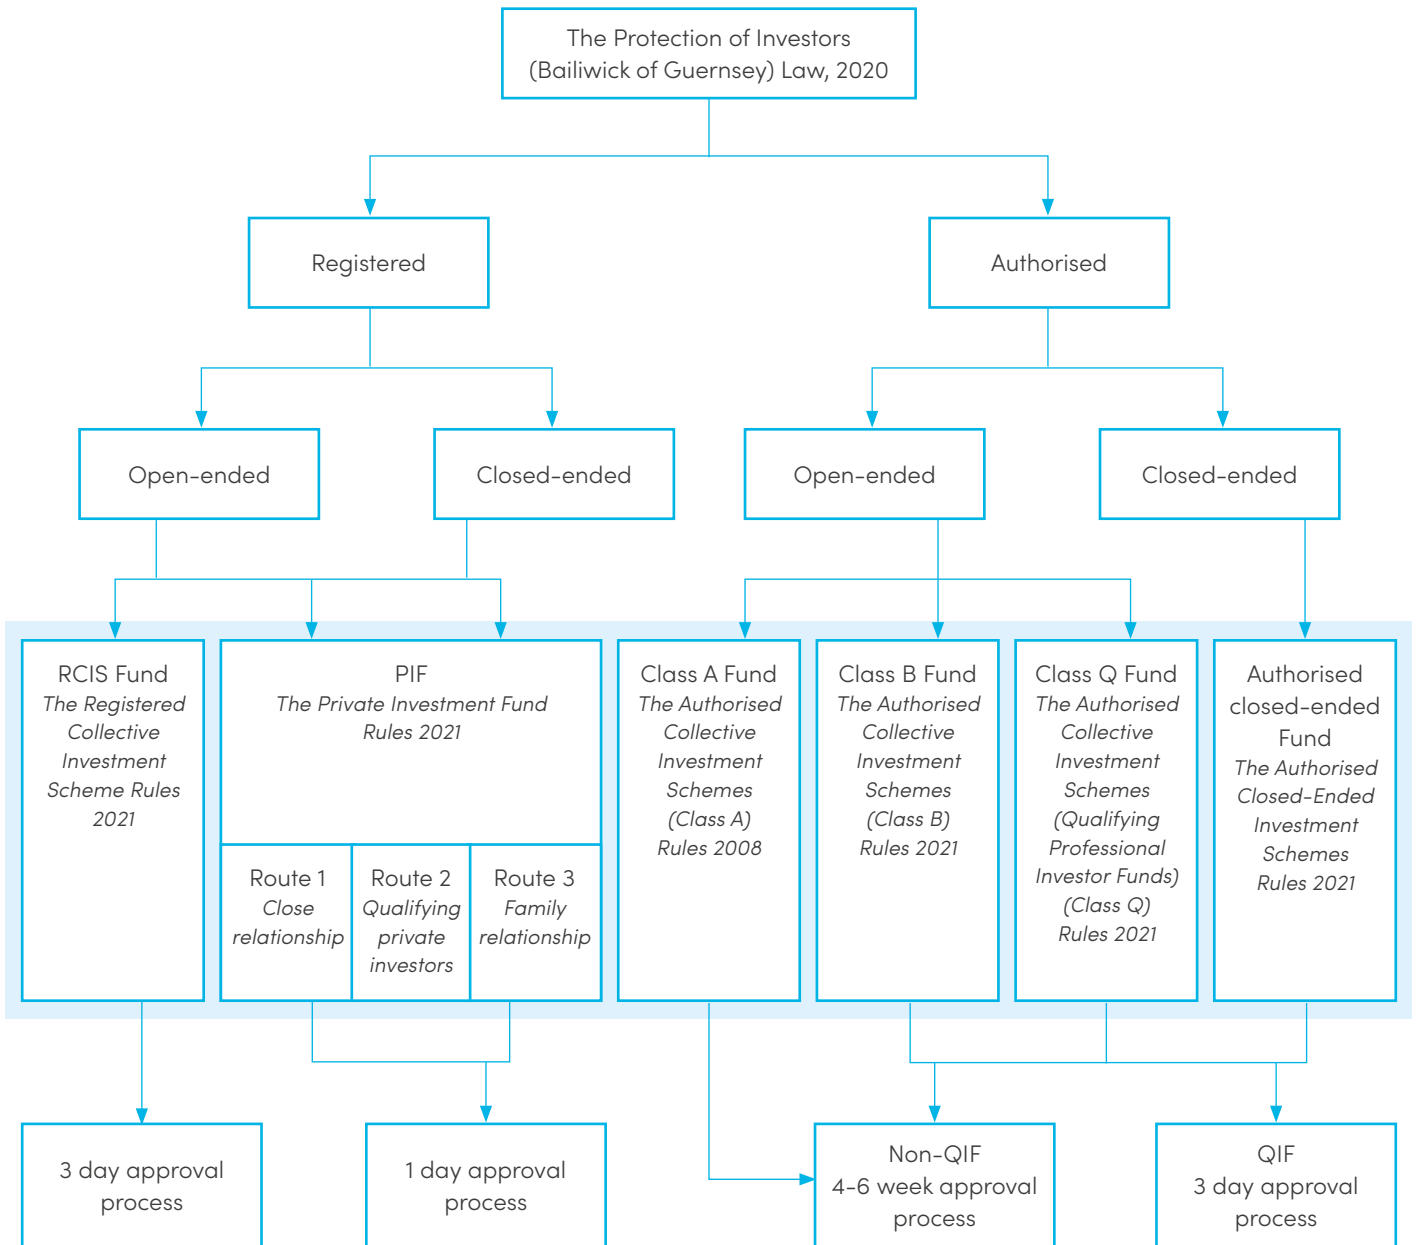 The Protection of Investors
(Bailiwick of Guernsey) Law, 2020
Registered
Authorised
Open-ended
Closed-ended
Open-ended
Closed-ended
RCIS Fund
The Registered
Collective
Investment
Scheme Rules
2021
PIF
The Private Investment Fund
Rules 2021
Route 1
Close
relationship
Route 2
Qualifying
private
investors
Route 3
Family
relationship
Class A Fund
The Authorised
Collective
Investment
Schemes
(Class A)
Rules 2008
Class B Fund
The Authorised
Collective
Investment
Schemes
(Class B)
Rules 2021
Class Q Fund
The Authorised
Collective
Investment
Schemes
(Qualifying
Professional
Investor Funds)
(Class Q)
Rules 2021
Authorised
closed-ended
Fund
The Authorised
Closed-Ended
Investment
Schemes
Rules 2021
3 day approval
process
1 day approval
process
Non-QIF
4-6 week approval
process
QIF
3 day approval
process